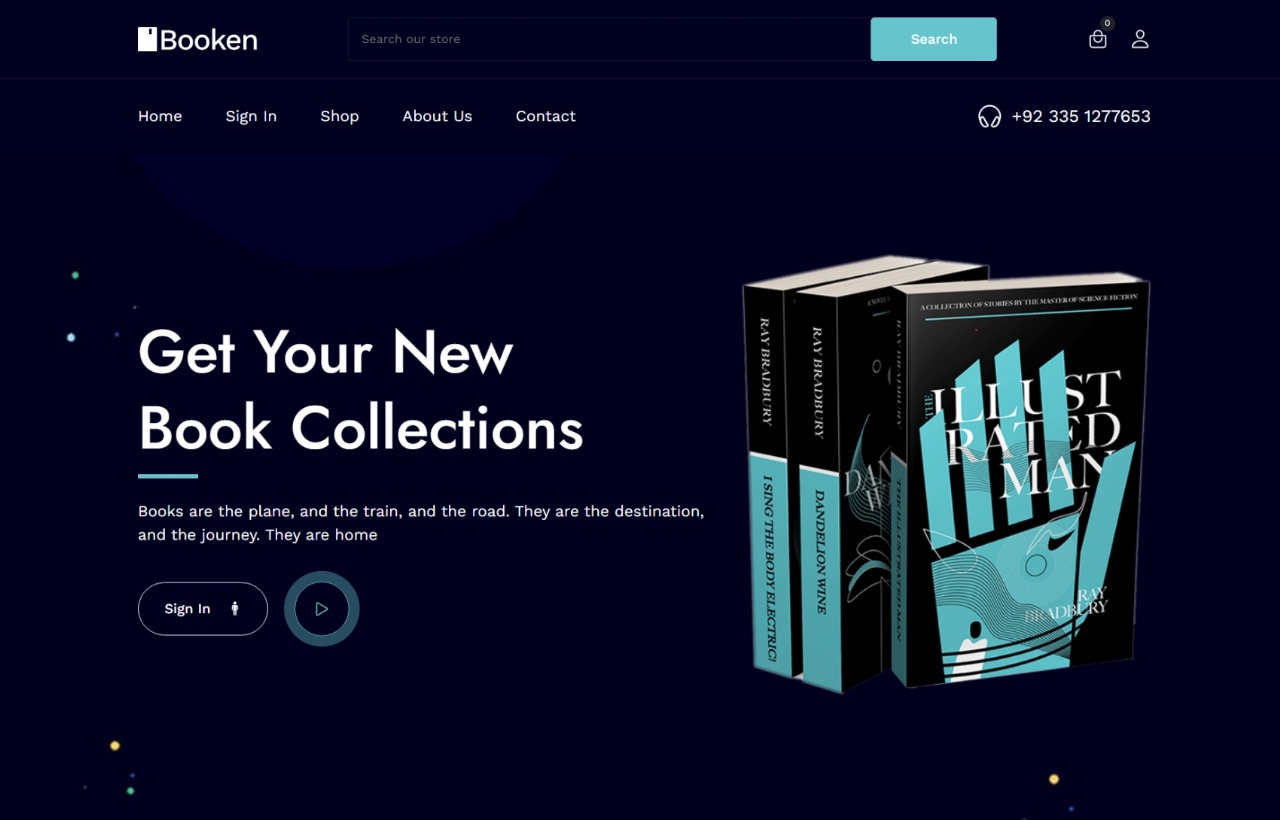 Booken
Search our store
Search
0
Home
Sign In
Shop
About Us
Contact
+92 335 1277653
Get Your New
Book Collections
Books are the plane, and the train, and the road. They are the destination,
and the journey. They are home
Sign In
RAY BRADBURY
I SING THE BODY ELECTRIC!
RAY BRADBURY
DANDELION WINE
A NOVEL
DAN
W
RAY BRADBURY
THE ILLUSTRATED MAN
A COLLECTION OF STORIES BY THE MASTER OF SCIENCE FICTION
THE
ILLUST
RATED
MAN
RAY
BRADBURY